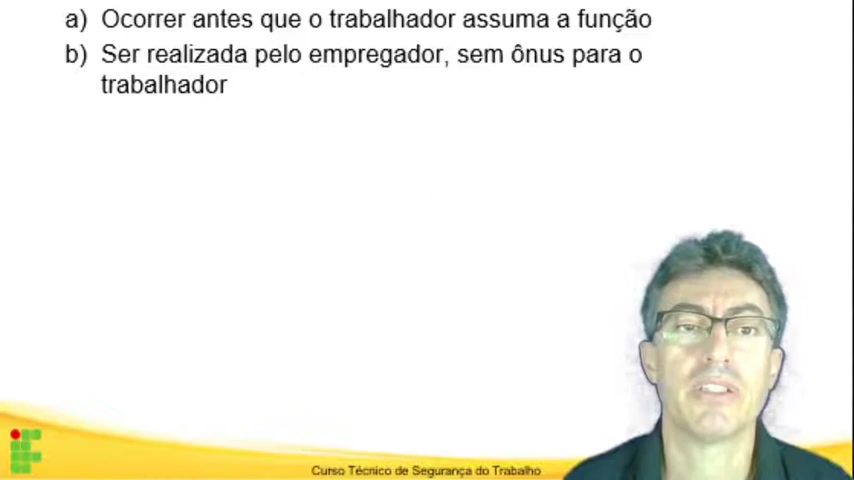 a) Ocorrer antes que o trabalhador assuma a função
b) Ser realizada pelo empregador, sem ônus para o
trabalhador
Curso Técnico de Segurança do Trabalho